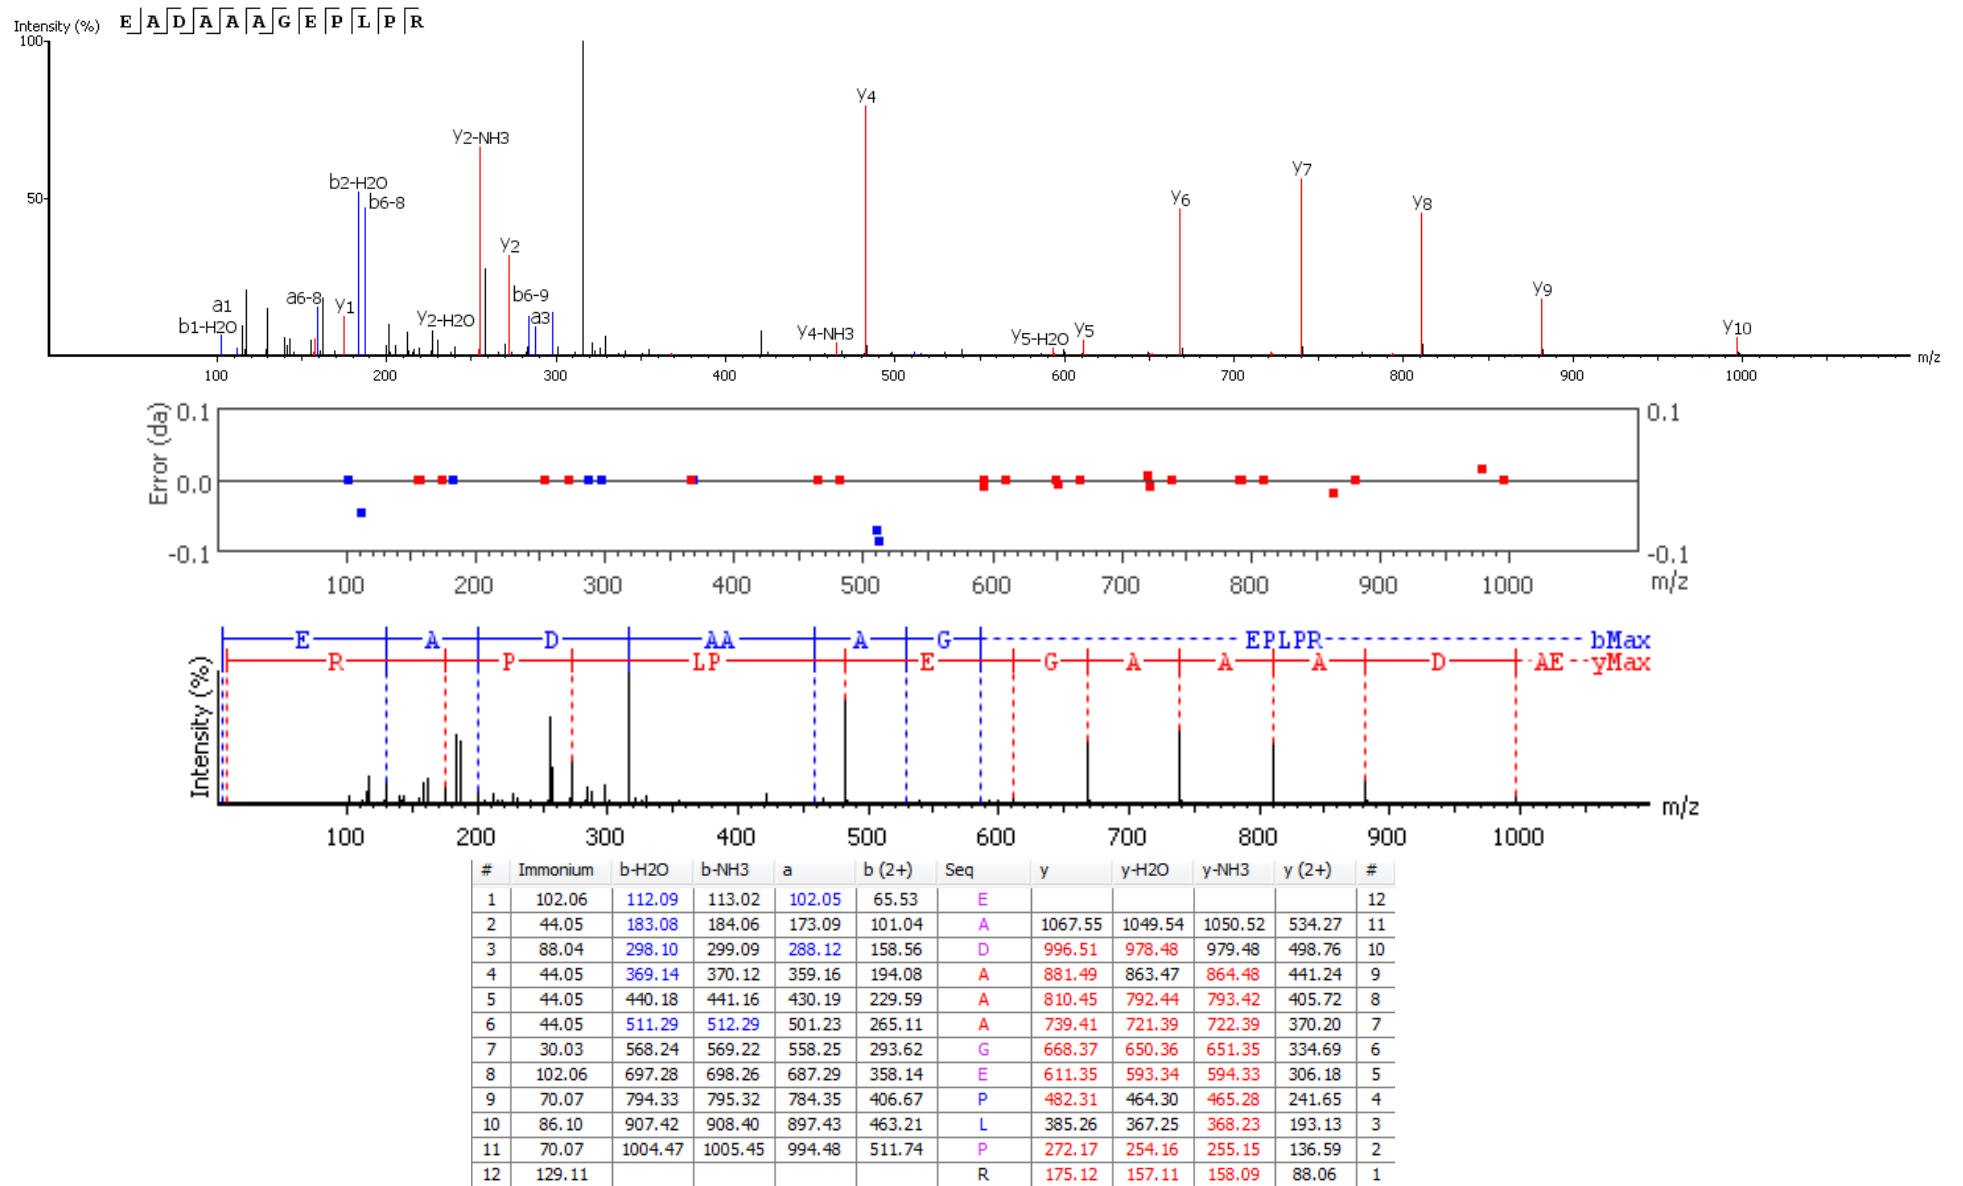 Intensity (%) E A D A A A G E P L P R
100
50
y4
y2-NH3
y7
b2-H2O
b6-8
y6
y8
y2
a1
a6-8
y1
b6-9
a3
y9
b1-H2O
y2-H2O
y4-NH3
y5-H2O
y5
y10
m/z
100 200 300 400 500 600 700 800 900 1000
Error (da)
0.1 0.1
0.0 0.0
-0.1 -0.1
100 200 300 400 500 600 700 800 900 1000 m/z
E A D AA A G EPLPR bMax
R P LP E G A A A D AE yMax
Intensity (%)
m/z
100 200 300 400 500 600 700 800 900 1000
# Immonium b-H2O b-NH3 a b (2+) Seq y y-H2O y-NH3 y (2+) #
1 102.06 112.09 113.02 102.05 65.53 E 12
2 44.05 183.08 184.06 173.09 101.04 A 1067.55 1049.54 1050.52 534.27 11
3 88.04 298.10 299.09 288.12 158.56 D 996.51 978.48 979.48 498.76 10
4 44.05 369.14 370.12 359.16 194.08 A 881.49 863.47 864.48 441.24 9
5 44.05 440.18 441.16 430.19 229.59 A 810.45 792.44 793.42 405.72 8
6 44.05 511.29 512.29 501.23 265.11 A 739.41 721.39 722.39 370.20 7
7 30.03 568.24 569.22 558.25 293.62 G 668.37 650.36 651.35 334.69 6
8 102.06 697.28 698.26 687.29 358.14 E 611.35 593.34 594.33 306.18 5
9 70.07 794.33 795.32 784.35 406.67 P 482.31 464.30 465.28 241.65 4
10 86.10 907.42 908.40 897.43 463.21 L 385.26 367.25 368.23 193.13 3
11 70.07 1004.47 1005.45 994.48 511.74 P 272.17 254.16 255.15 136.59 2
12 129.11 R 175.12 157.11 158.09 88.06 1